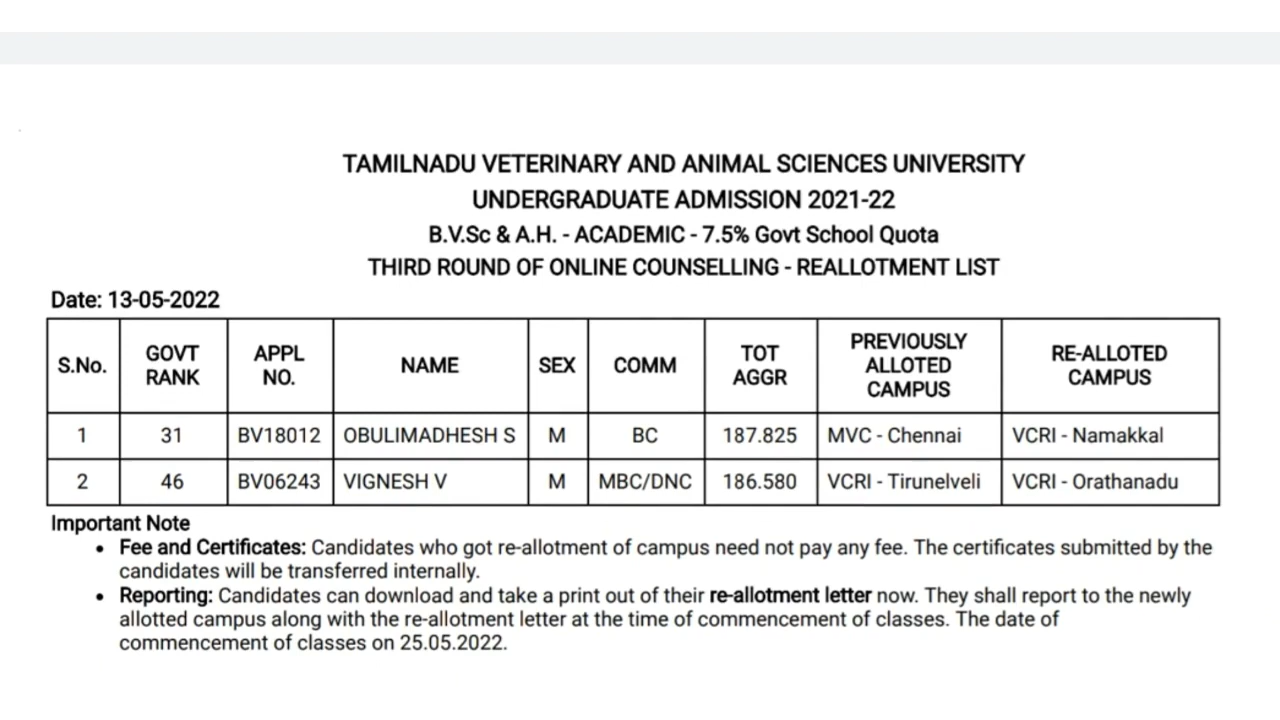 TAMILNADU VETERINARY AND ANIMAL SCIENCES UNIVERSITY
UNDERGRADUATE ADMISSION 2021-22
B.V.Sc & A.H. - ACADEMIC - 7.5% Govt School Quota
THIRD ROUND OF ONLINE COUNSELLING - REALLOTMENT LIST
Date: 13-05-2022
S.No. GOVT RANK APPL NO. NAME SEX COMM TOT AGGR PREVIOUSLY ALLOTED CAMPUS RE-ALLOTED CAMPUS
1 31 BV18012 OBULIMADHESH S M BC 187.825 MVC - Chennai VCRI - Namakkal
2 46 BV06243 VIGNESH V M MBC/DNC 186.580 VCRI - Tirunelveli VCRI - Orathanadu
Important Note
• Fee and Certificates: Candidates who got re-allotment of campus need not pay any fee. The certificates submitted by the
candidates will be transferred internally.
• Reporting: Candidates can download and take a print out of their re-allotment letter now. They shall report to the newly
allotted campus along with the re-allotment letter at the time of commencement of classes. The date of
commencement of classes on 25.05.2022.